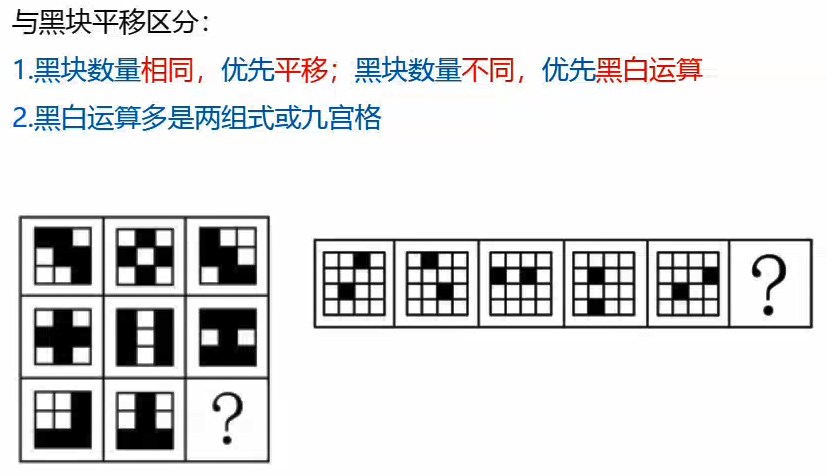 与黑块平移区分：
1.黑块数量相同，优先平移；黑块数量不同，优先黑白运算
2.黑白运算多是两组式或九宫格
?
?